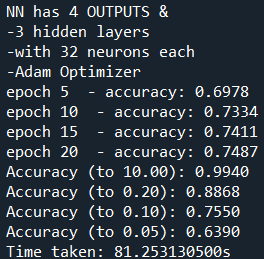 NN has 4 OUTPUTS &
-3 hidden layers
-with 32 neurons each
-Adam Optimizer
epoch 5  - accuracy: 0.6978
epoch 10  - accuracy: 0.7334
epoch 15  - accuracy: 0.7411
epoch 20  - accuracy: 0.7487
Accuracy (to 10.00): 0.9940
Accuracy (to 0.20): 0.8868
Accuracy (to 0.10): 0.7550
Accuracy (to 0.05): 0.6390
Time taken: 81.253130500s